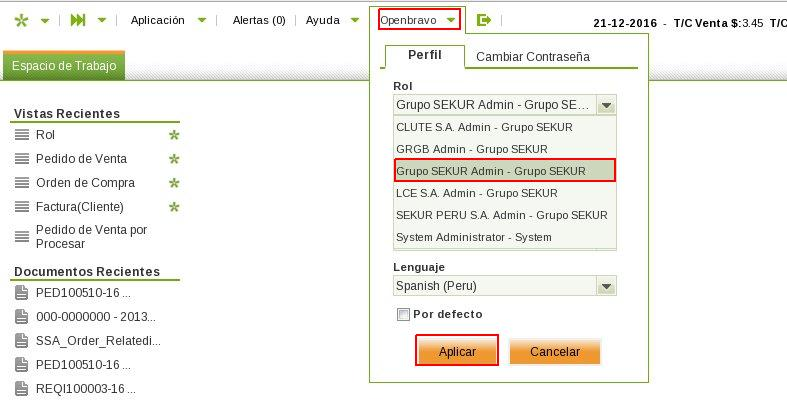 Aplicación
Alertas (0)
Ayuda
Openbravo
21-12-2016 - T/C Venta $:3.45 T/C
Espacio de Trabajo
Perfil
Cambiar Contraseña
Vistas Recientes
Rol
Pedido de Venta
Orden de Compra
Factura(Cliente)
Pedido de Venta por
Procesar
Documentos Recientes
PED100510-16 ...
000-0000000 - 2013...
SSA_Order_Relatedi...
PED100510-16 ...
REQI100003-16 ...
Rol
Grupo SEKUR Admin - Grupo SE...
CLUTE S.A. Admin - Grupo SEKUR
GRGB Admin - Grupo SEKUR
Grupo SEKUR Admin - Grupo SEKUR
LCE S.A. Admin - Grupo SEKUR
SEKUR PERU S.A. Admin - Grupo SEKUR
System Administrator - System
Lenguaje
Spanish (Peru)
Por defecto
Aplicar
Cancelar